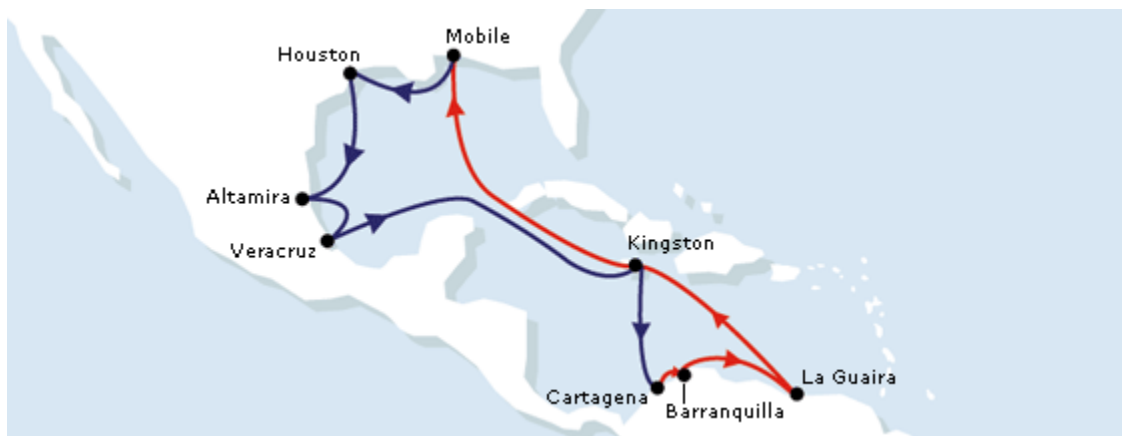 Mobile
Houston
Altamira
Veracruz
Kingston
La Guaira
Cartagena
Barranquilla